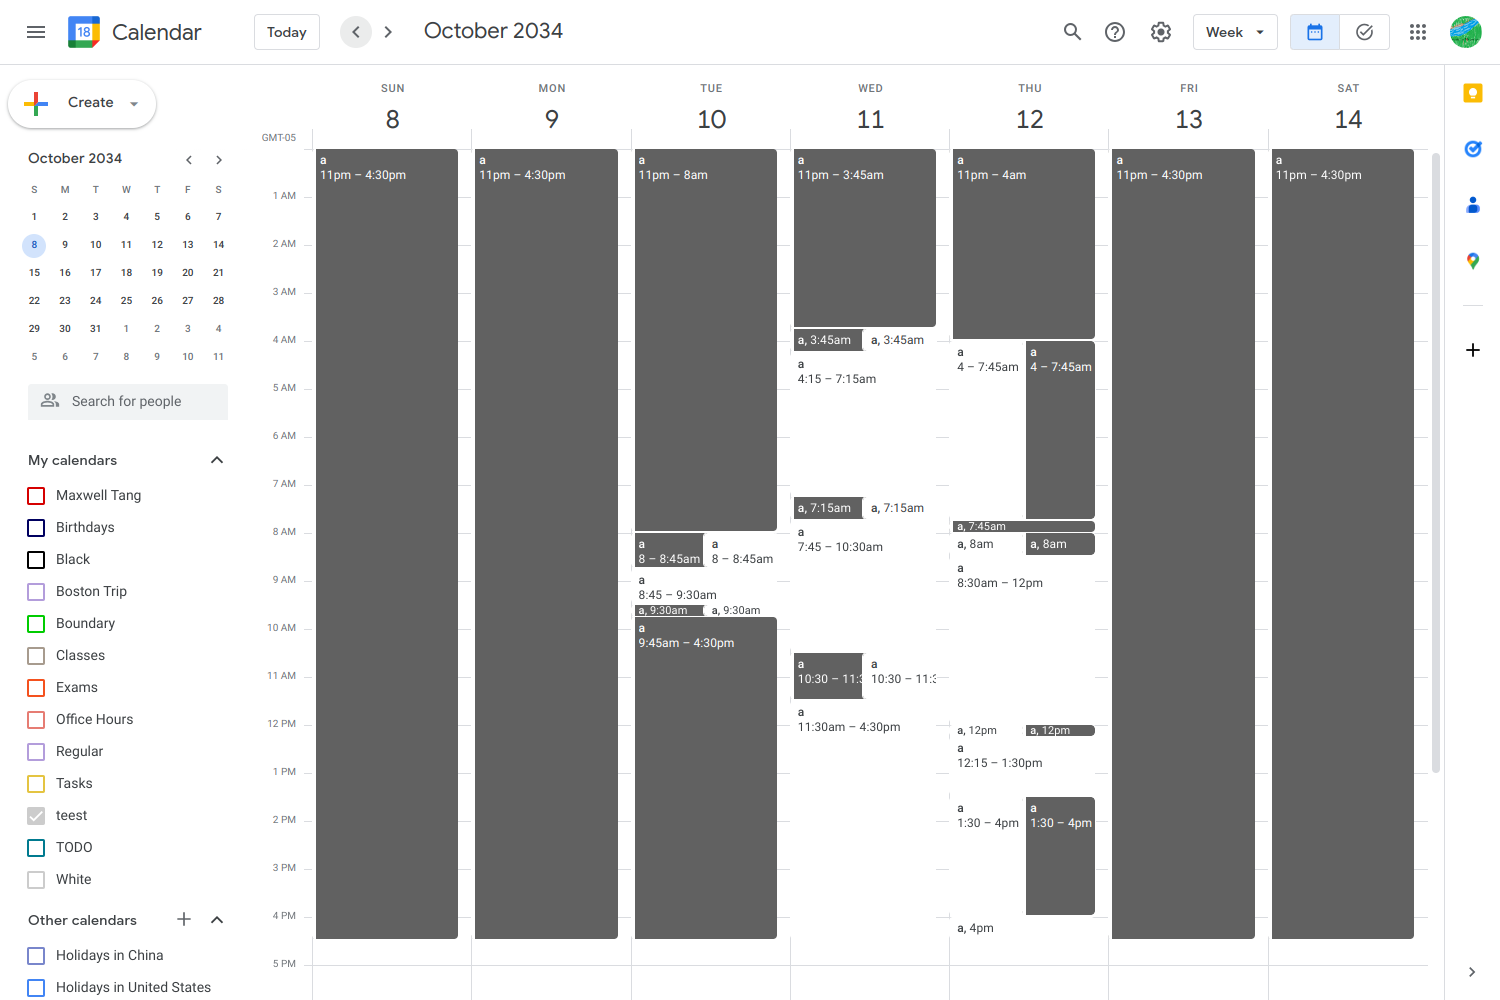 18 Calendar Today October 2034 Week
Create
October 2034
S M T W T F S
1 2 3 4 5 6 7
8 9 10 11 12 13 14
15 16 17 18 19 20 21
22 23 24 25 26 27 28
29 30 31 1 2 3 4
5 6 7 8 9 10 11
Search for people
My calendars
Maxwell Tang
Birthdays
Black
Boston Trip
Boundary
Classes
Exams
Office Hours
Regular
Tasks
teest
TODO
White
Other calendars
Holidays in China
Holidays in United States
SUN MON TUE WED THU FRI SAT
8 9 10 11 12 13 14
GMT-05
1 AM
2 AM
3 AM
4 AM
5 AM
6 AM
7 AM
8 AM
9 AM
10 AM
11 AM
12 PM
1 PM
2 PM
3 PM
4 PM
5 PM
a
11pm – 4:30pm
a
11pm – 4:30pm
a
11pm – 8am
a
8 – 8:45am
a
8 – 8:45am
a
8:45 – 9:30am
a, 9:30am
a, 9:30am
a
9:45am – 4:30pm
a
11pm – 3:45am
a, 3:45am
a, 3:45am
a
4:15 – 7:15am
a, 7:15am
a, 7:15am
a
7:45 – 10:30am
a
10:30 – 11:3
a
10:30 – 11:3
a
11:30am – 4:30pm
a
11pm – 4am
a
4 – 7:45am
a
4 – 7:45am
a, 7:45am
a, 8am
a, 8am
a
8:30am – 12pm
a, 12pm
a, 12pm
a
12:15 – 1:30pm
a
1:30 – 4pm
a
1:30 – 4pm
a, 4pm
a
11pm – 4:30pm
a
11pm – 4:30pm